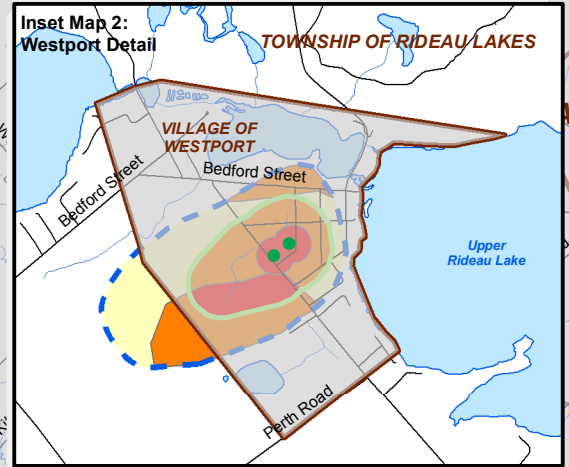 Inset Map 2:
Westport Detail
TOWNSHIP OF RIDEAU LAKES
VILLAGE OF
WESTPORT
Bedford Street
Bedford Street
Upper
Rideau Lake
Perth Road